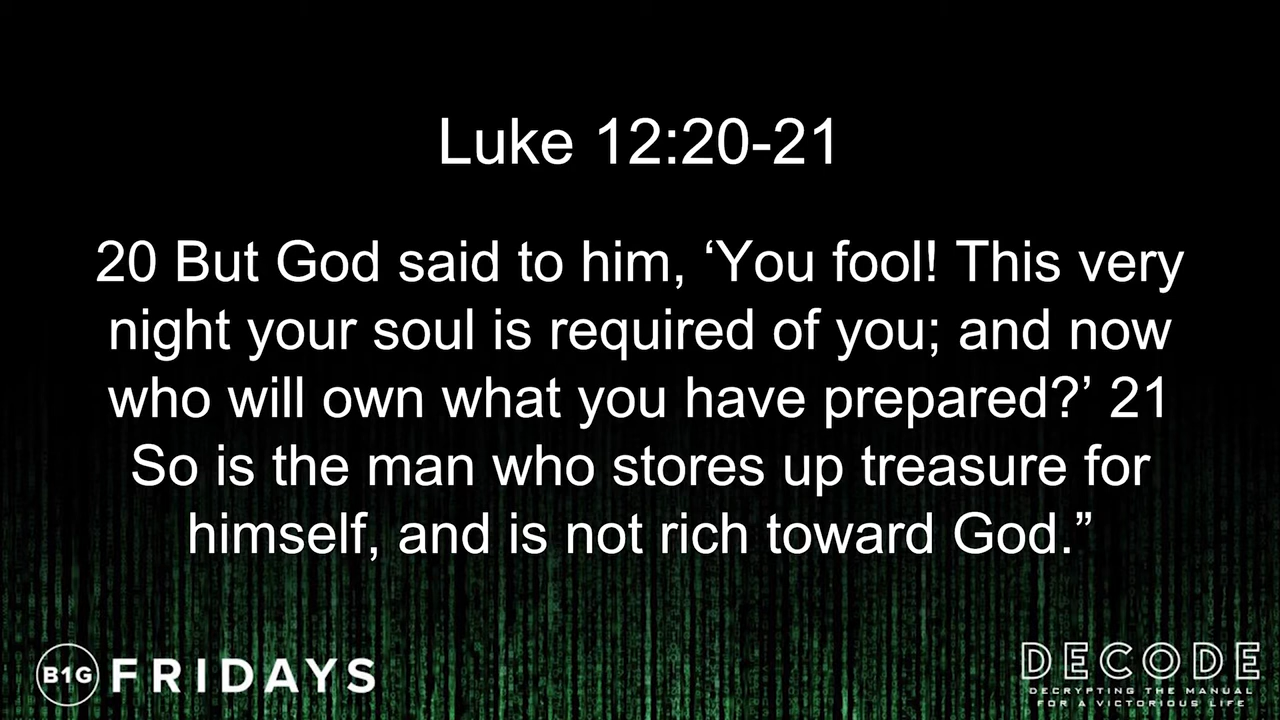 Luke 12:20-21
20 But God said to him, ‘You fool! This very
night your soul is required of you; and now
who will own what you have prepared?’ 21
So is the man who stores up treasure for
himself, and is not rich toward God.”
B1G FRIDAYS
DECODE
DECRYPTING THE MANUAL
FOR A VICTORIOUS LIFE